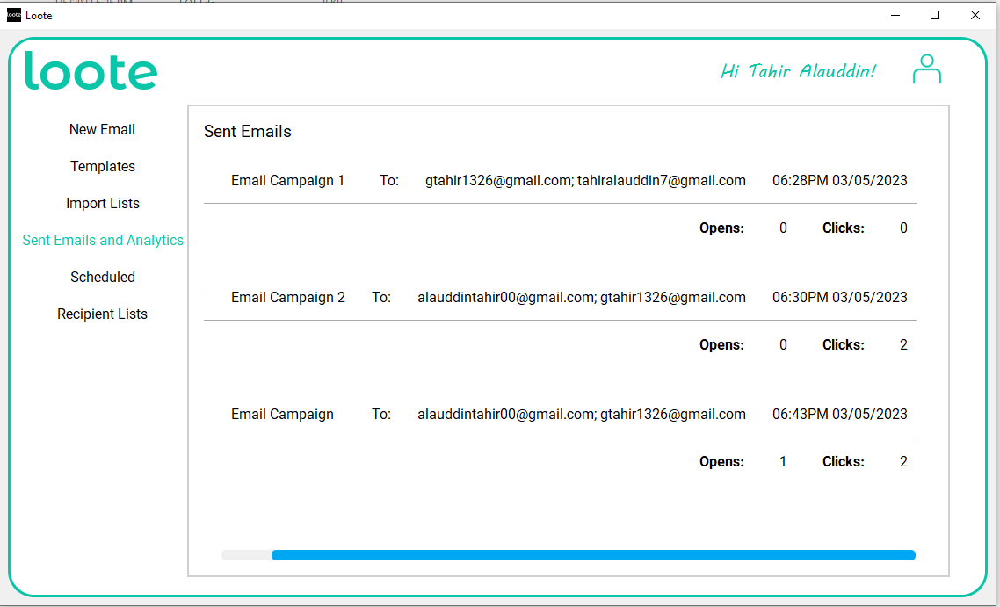 loote Loote
loote
Hi Tahir Alauddin!
New Email
Templates
Import Lists
Sent Emails and Analytics
Scheduled
Recipient Lists
Sent Emails
Email Campaign 1 To: gtahir1326@gmail.com; tahiralauddin7@gmail.com 06:28PM 03/05/2023
Opens: 0 Clicks: 0
Email Campaign 2 To: alauddintahir00@gmail.com; gtahir1326@gmail.com 06:30PM 03/05/2023
Opens: 0 Clicks: 2
Email Campaign To: alauddintahir00@gmail.com; gtahir1326@gmail.com 06:43PM 03/05/2023
Opens: 1 Clicks: 2